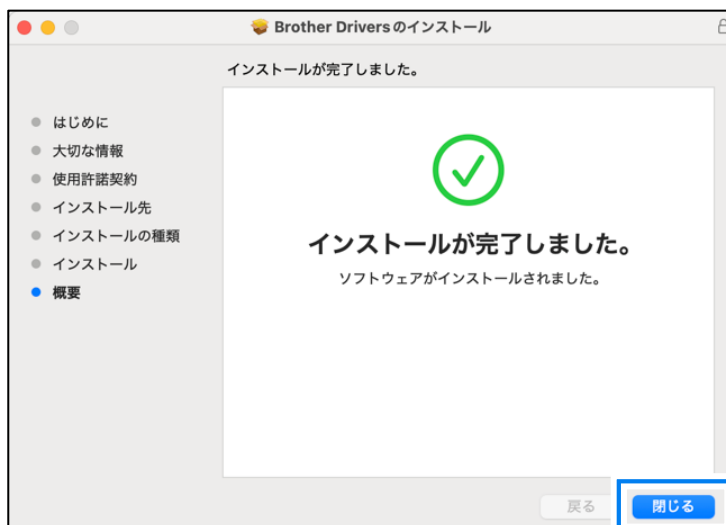 Brother Driversのインストール
インストールが完了しました。
はじめに
大切な情報
使用許諾契約
インストール先
インストールの種類
インストール
概要
インストールが完了しました。
ソフトウェアがインストールされました。
戻る
閉じる